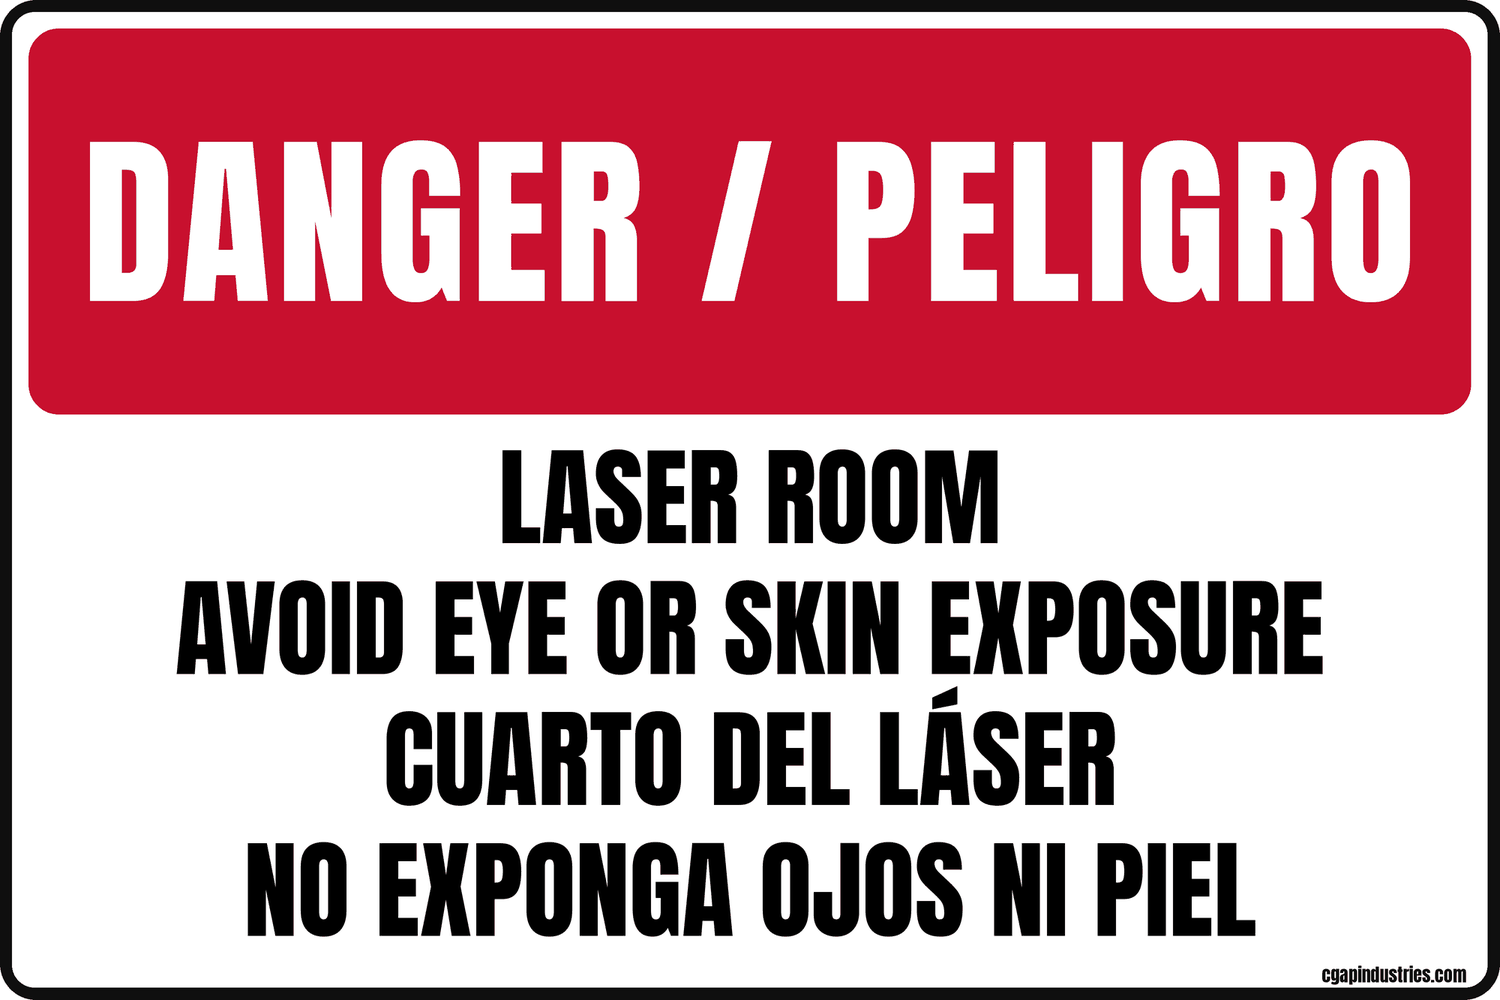 DANGER / PELIGRO
LASER ROOM
AVOID EYE OR SKIN EXPOSURE
CUARTO DEL LÁSER
NO EXPONGA OJOS NI PIEL
cgapindustries.com